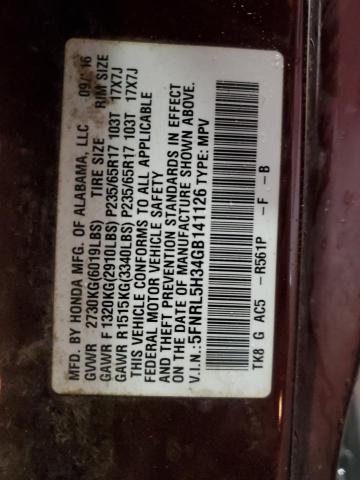 MFD. BY HONDA MFG. OF ALABAMA, LLC 09/16
GVWR 2730KG(6019LBS) TIRE SIZE RIM SIZE
GAWR F 1320KG(2910LBS) P235/65R17 103T 17X7J
GAWR R 1515KG(3340LBS) P235/65R17 103T 17X7J
THIS VEHICLE CONFORMS TO ALL APPLICABLE
FEDERAL MOTOR VEHICLE SAFETY
AND THEFT PREVENTION STANDARDS IN EFFECT
ON THE DATE OF MANUFACTURE SHOWN ABOVE.
V.I.N.: 5FNRL5H34GB141126 TYPE: MPV
TK8 G AC5 -R561P -F -B